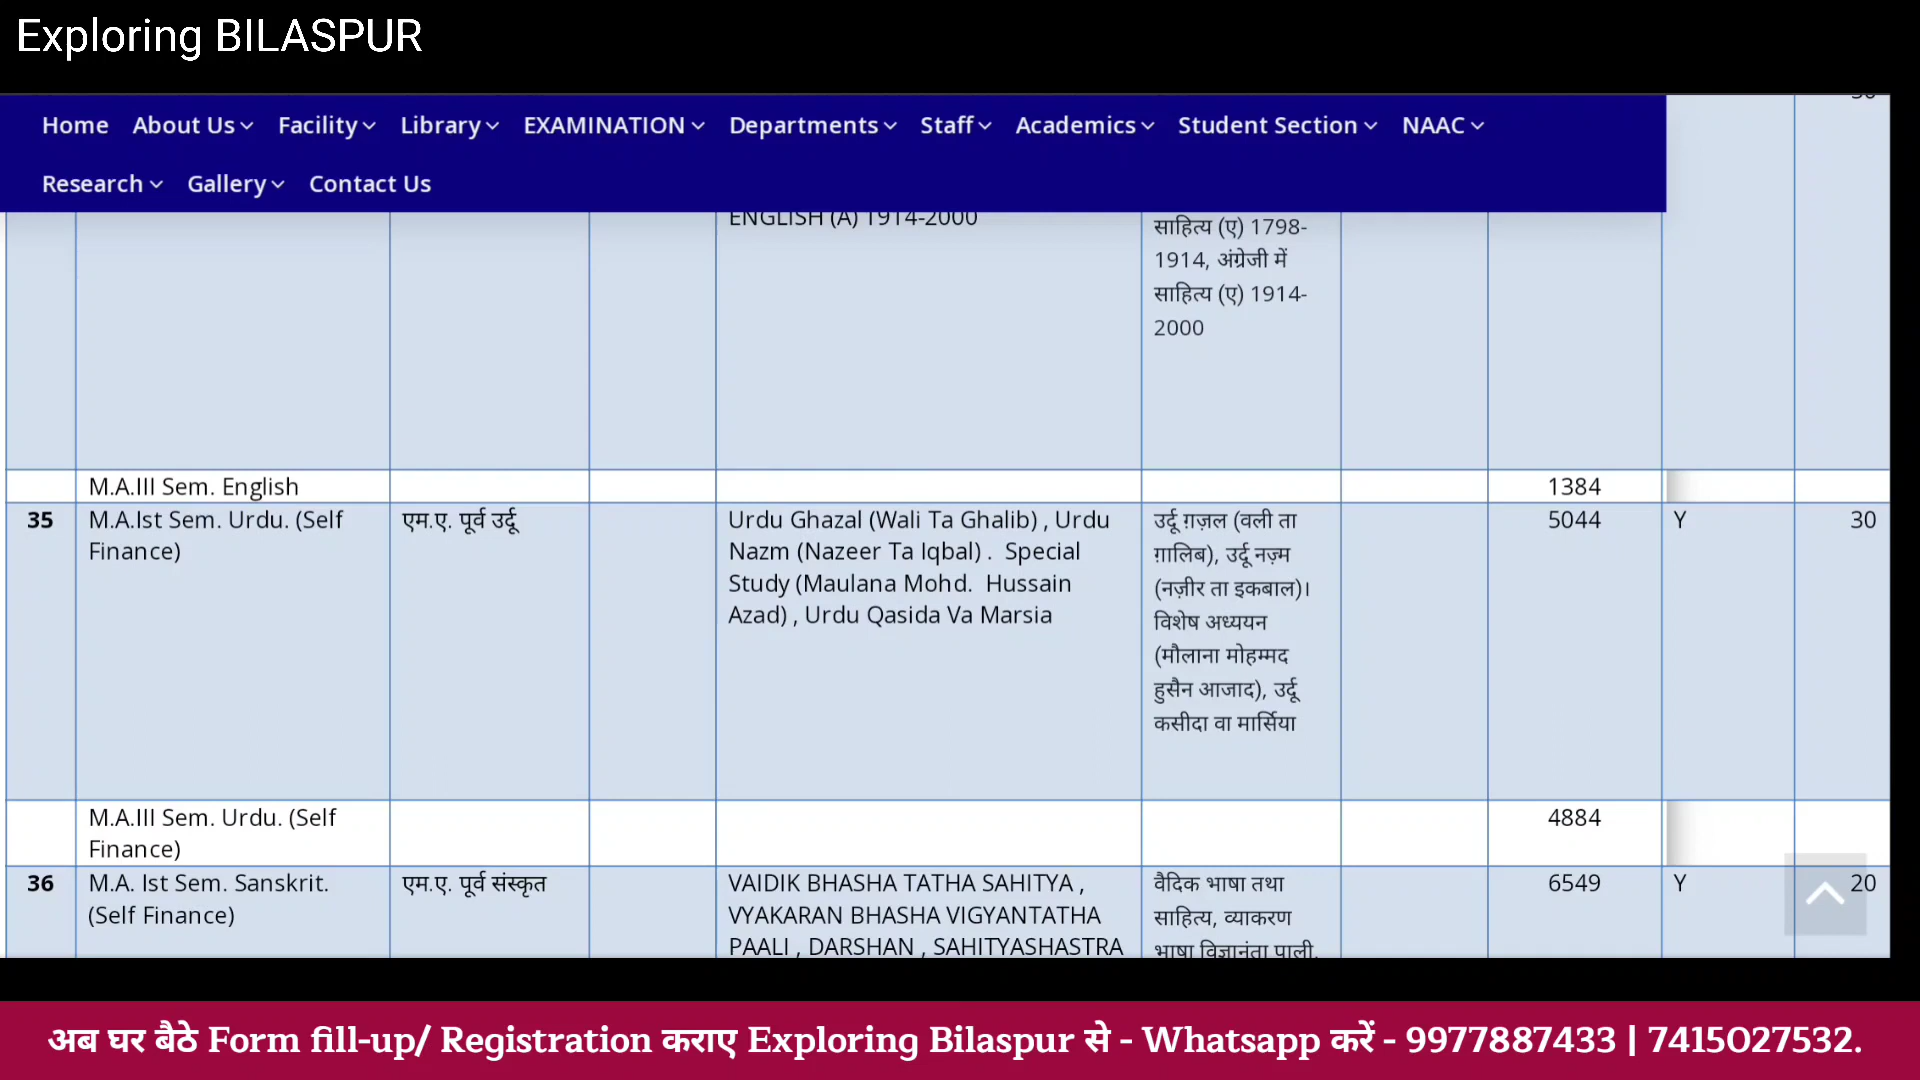 Exploring BILASPUR
Home About Us Facility Library EXAMINATION Departments Staff Academics Student Section NAAC
Research Gallery Contact Us
ENGLISH (A) 1914-2000
साहित्य (ए) 1798-
1914, अंग्रेजी में
साहित्य (ए) 1914-
2000
M.A.III Sem. English 1384
35 M.A.Ist Sem. Urdu. (Self Finance)
एम.ए. पूर्व उर्दू
Urdu Ghazal (Wali Ta Ghalib) , Urdu
Nazm (Nazeer Ta Iqbal) . Special
Study (Maulana Mohd. Hussain
Azad) , Urdu Qasida Va Marsia
उर्दू ग़ज़ल (वली ता
ग़ालिब), उर्दू नज़्म
(नज़ीर ता इकबाल)।
विशेष अध्ययन
(मौलाना मोहम्मद
हुसैन आजाद), उर्दू
कसीदा वा मार्सिया
5044 Y 30
M.A.III Sem. Urdu. (Self
Finance)
4884
36 M.A. Ist Sem. Sanskrit.
(Self Finance)
एम.ए. पूर्व संस्कृत
VAIDIK BHASHA TATHA SAHITYA ,
VYAKARAN BHASHA VIGYANTATHA
PAALI , DARSHAN , SAHITYASHASTRA
वैदिक भाषा तथा
साहित्य, व्याकरण
भाषा विज्ञानंता पाली,
6549 Y 20
अब घर बैठे Form fill-up/ Registration कराए Exploring Bilaspur से - Whatsapp करें - 9977887433 | 7415027532.